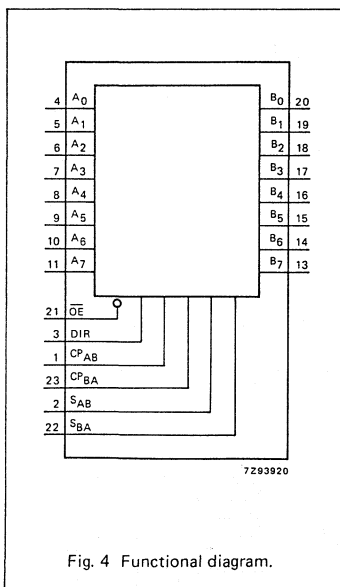 4 A0 B0 20
5 A1 B1 19
6 A2 B2 18
7 A3 B3 17
8 A4 B4 16
9 A5 B5 15
10 A6 B6 14
11 A7 B7 13
21 O̅E̅
3 DIR
1 CPAB
23 CPBA
2 SAB
22 SBA
7Z93920
Fig. 4 Functional diagram.